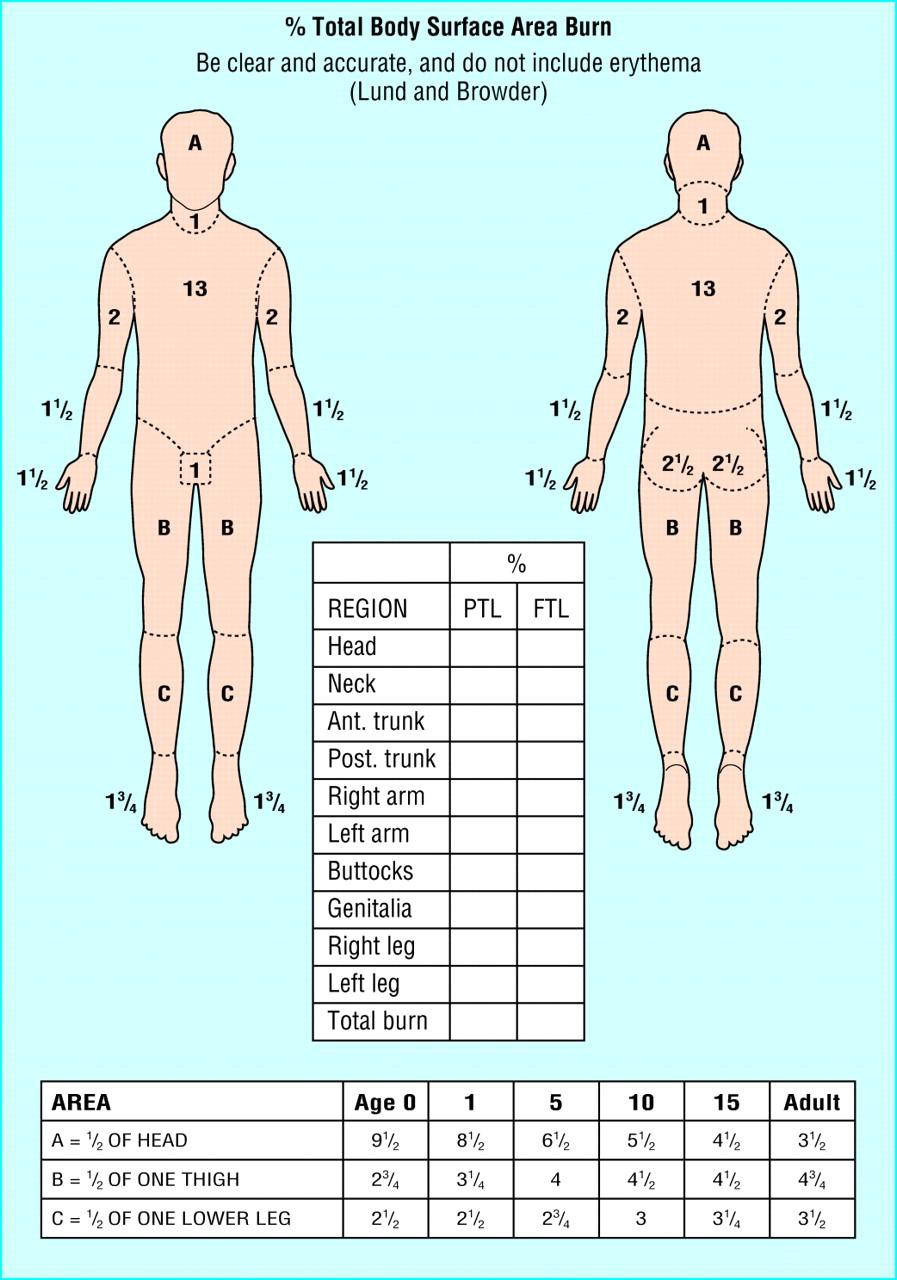 % Total Body Surface Area Burn
Be clear and accurate, and do not include erythema
(Lund and Browder)
A
A
1
1
13
13
2
2
2
2
1½
1½
1½
1½
1
2½
2½
1½
1½
1½
1½
B
B
B
B
%
REGION PTL FTL
Head
Neck
C
C
C
C
Ant. trunk
Post. trunk
Right arm
1¾
1¾
1¾
1¾
Left arm
Buttocks
Genitalia
Right leg
Left leg
Total burn
AREA Age 0 1 5 10 15 Adult
A = ½ OF HEAD 9½ 8½ 6½ 5½ 4½ 3½
B = ½ OF ONE THIGH 2¾ 3¼ 4 4½ 4½ 4¾
C = ½ OF ONE LOWER LEG 2½ 2½ 2¾ 3 3¼ 3½